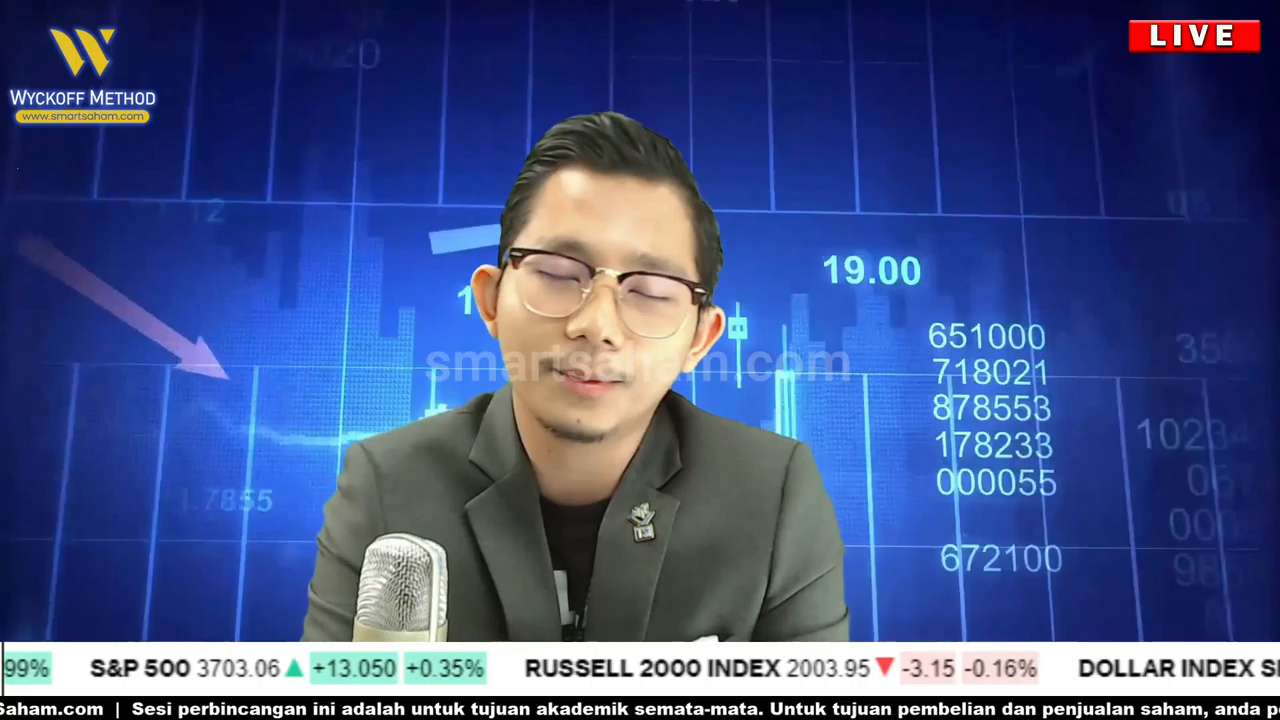 WYCKOFF METHOD
www.smartsaham.com
LIVE
19.00
smartsaham.com
651000
718021
878553
178233
000055
672100
1.7855
99% S&P 500 3703.06 ▲ +13.050 +0.35% RUSSELL 2000 INDEX 2003.95 ▼ -3.15 -0.16% DOLLAR INDEX
Saham.com | Sesi perbincangan ini adalah untuk tujuan akademik semata-mata. Untuk tujuan pembelian dan penjualan saham, anda